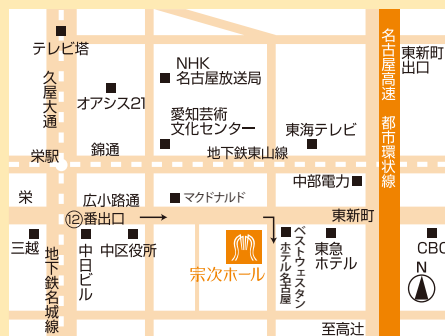 テレビ塔
NHK
名古屋放送局
オアシス21
愛知芸術
文化センター
東海テレビ
東新町
出口
名古屋高速 都市環状線
久屋大通
栄駅
錦通
地下鉄東山線
中部電力
栄
広小路通
⑫番出口
マクドナルド
東新町
三越
地下鉄名城線
中日ビル
中区役所
宗次ホール
ベストウェスタン
ホテル名古屋
東急
ホテル
CBC
N
至高辻